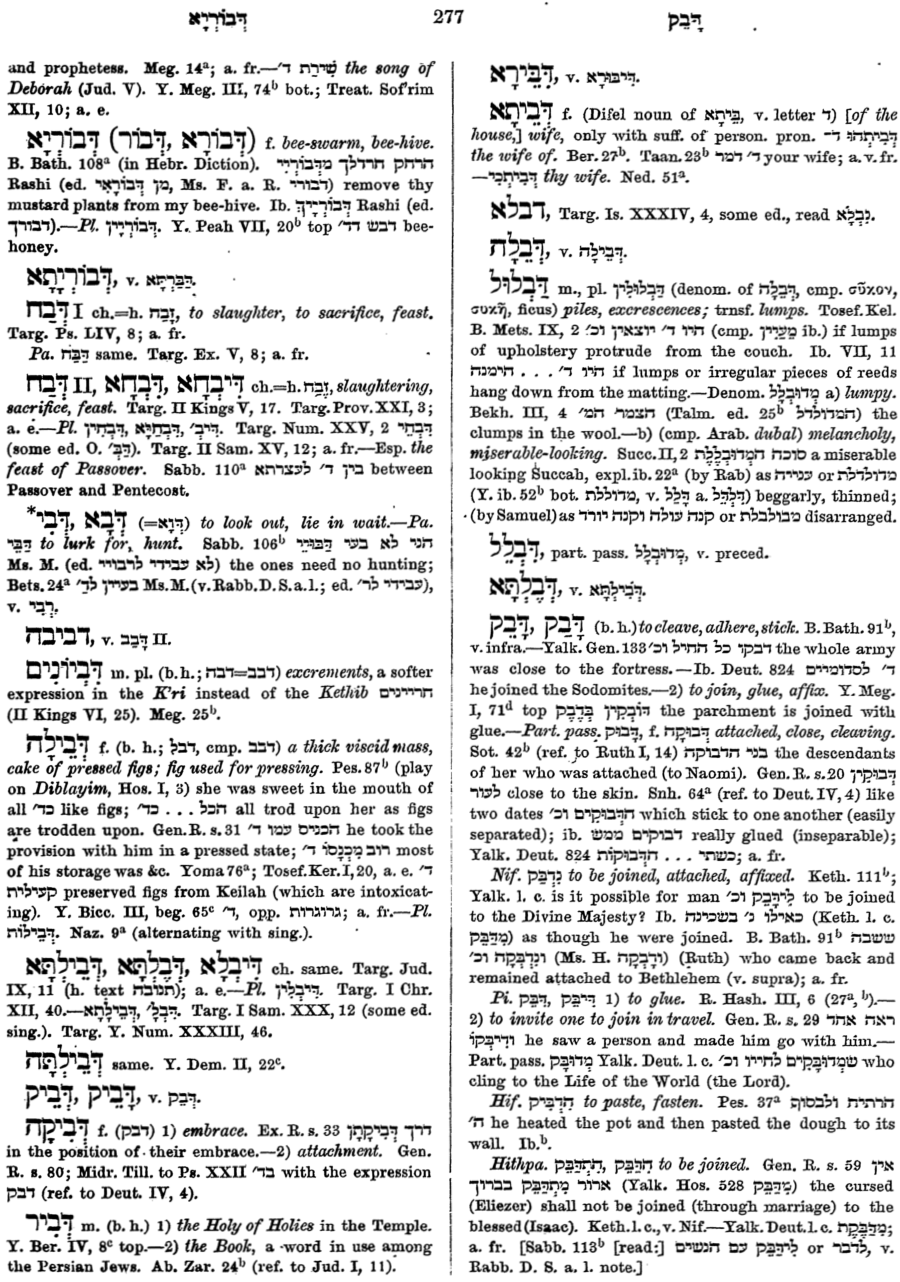 דְּבוֹרְיָא 277 דָּבֵק
and prophetess. Meg. 14ª; a. fr.—שִׁירַת ד׳ the song of
Deborah (Jud. V). Y. Meg. III, 74ᵇ bot.; Treat. Sof'rim
XII, 10; a. e.
דְּבוֹרְיָא (דְּבוֹרָא, דְּבוֹר) f. bee-swarm, bee-hive.
B. Bath. 108ª (in Hebr. Diction). הרחק חרדלך מדְּבוֹרְיָיִ
Rashi (ed. מן דְּבוֹרָאַי, Ms. F. a. R. דבורי׳) remove thy
mustard plants from my bee-hive. Ib. דְּבוֹרְיָיךְ Rashi (ed.
דבורך).—Pl. דְּבוֹרְיָין. Y. Peah VII, 20ᵇ top דבש דד׳ bee-
honey.
דְּבוֹרְיָתָא, v. דַּבַּרְתָּא.
דְּבַח I ch.=h. זָבַח, to slaughter, to sacrifice, feast.
Targ. Ps. LIV, 8; a. fr.
Pa. דַּבַּח same. Targ. Ex. V, 8; a. fr.
דְּבַח II, דִּבְחָא, דִּיבְחָא ch.=h. זֶבַח, slaughtering,
sacrifice, feast. Targ. II Kings V, 17. Targ. Prov. XXI, 3;
a. e.—Pl. דִּבְחִין, דִּבְחַיָּא, דִּיבְ׳. Targ. Num. XXV, 2 דִּבְחֵי
(some ed. O. דֶּבְ׳). Targ. II Sam. XV, 12; a. fr.—Esp. the
feast of Passover. Sabb. 110ª בין ד׳ לעצרתא between
Passover and Pentecost.
*דְּבָא, דְּבֵי (=דְּוָא) to look out, lie in wait.—Pa.
דַּבֵּי to lurk for, hunt. Sabb. 106ᵇ הני לא בעי דַּבּוּיֵי
Ms. M. (ed. לא עבידי לרבויי) the ones need no hunting;
Bets. 24ª בעיין לד׳ Ms. M. (v. Rabb. D. S. a. l.; ed. עבידי לר׳),
v. רְבֵי.
דביבה, v. דְּבַב II.
דִּבְיוֹנִים m. pl. (b. h.; דבב=דבה) excrements, a softer
expression in the K'ri instead of the Kethib חריינים
(II Kings VI, 25). Meg. 25ᵇ.
דְּבֵילָה f. (b. h.; דבל, cmp. דבב) a thick viscid mass,
cake of pressed figs; fig used for pressing. Pes. 87ᵇ (play
on Diblayim, Hos. I, 3) she was sweet in the mouth of
all כד׳ like figs; הכל . . . כד׳ all trod upon her as figs
are trodden upon. Gen. R. s. 31 הכניס עמו ד׳ he took the
provision with him in a pressed state; רוב מִכְנָסוֹ ד׳ most
of his storage was &c. Yoma 76ª; Tosef. Ker. I, 20, a. e. ד׳
קעילית preserved figs from Keilah (which are intoxicat-
ing). Y. Bicc. III, beg. 65ᶜ ד׳, opp. גרוגרות; a. fr.—Pl.
דְּבֵילוֹת. Naz. 9ª (alternating with sing.).
דְּבֵילְתָּא, דְּבֶלְתָּא, דִּיבְלָא ch. same. Targ. Jud.
IX, 11 (h. text תנובה); a. e.—Pl. דִּיבְלִין. Targ. I Chr.
XII, 40.—דְּבֵילָתָא, דְּבֵלָ׳. Targ. I Sam. XXX, 12 (some ed.
sing.). Targ. Y. Num. XXXIII, 46.
דְּבֵילְתָּה same. Y. Dem. II, 22ᶜ.
דָּבֵיק, דְּבֵיק, v. דְּבַק.
דְּבִיקָה f. (דבק) 1) embrace. Ex. R. s. 33 דרך דְּבִיקָתָן
in the position of their embrace.—2) attachment. Gen.
R. s. 80; Midr. Till. to Ps. XXII בד׳ with the expression
דבק (ref. to Deut. IV, 4).
דְּבִיר m. (b. h.) 1) the Holy of Holies in the Temple.
Y. Ber. IV, 8ᶜ top.—2) the Book, a word in use among
the Persian Jews. Ab. Zar. 24ᵇ (ref. to Jud. I, 11).
דְּבֵּירָא, v. דִּיבּוּרָא.
דְּבֵיתָא f. (Difel noun of בֵּיתָא, v. letter ד) [of the
house,] wife, only with suff. of person. pron. דְּבֵיתְהוּ ד־
the wife of. Ber. 27ᵇ. Taan. 23ᵇ דמר ד׳ your wife; a. v. fr.
—דְּבֵיתְכִי thy wife. Ned. 51ª.
דבלא, Targ. Is. XXXIV, 4, some ed., read נִבְלָא.
דְּבֵלָה, v. דְּבֵילָה.
דַּבְלוּל m., pl. דַּבְלוּלִין (denom. of דְּבֵלָה, cmp. σῦκον,
συκῆ, ficus) piles, excrescences; trnsf. lumps. Tosef. Kel.
B. Mets. IX, 2 היו ד׳ יוצאין וכ׳ (cmp. מְעַיִין ib.) if lumps
of upholstery protrude from the couch. Ib. VII, 11
היו ד׳ . . . הימנה if lumps or irregular pieces of reeds
hang down from the matting.—Denom. מְדוּבְלָל a) lumpy.
Bekh. III, 4 הצמר המ׳ (Talm. ed. 25ᵇ המדולדל) the
clumps in the wool.—b) (cmp. Arab. dubal) melancholy,
miserable-looking. Succ. II, 2 סוכה הַמְדוּבְלֶלֶת a miserable
looking Succah, expl. ib. 22ª (by Rab) as ענייה or מדולדלת
(Y. ib. 52ᵇ bot. מדוללת, v. דָּלַל a. דִּלְדֵּל) beggarly, thinned;
(by Samuel) as קנה עולה וקנה יורד or מבולבלת disarranged.
דִּבְלֵל, part. pass. מְדוּבְלָל, v. preced.
דְּבֶלְתָּא, v. דְּבֵילְתָּא.
דָּבַק, דָּבֵק (b. h.) to cleave, adhere, stick. B. Bath. 91ᵇ,
v. infra.—Yalk. Gen. 133 דבקו כל החיל וכ׳ the whole army
was close to the fortress.—Ib. Deut. 824 ד׳ לסדומיים
he joined the Sodomites.—2) to join, glue, affix. Y. Meg.
I, 71ᵈ top דּוֹבְקִין בְּדֶבֶק the parchment is joined with
glue.—Part. pass. דָּבוּק, f. דְּבוּקָה attached, close, cleaving.
Sot. 42ᵇ (ref. to Ruth I, 14) בני הדבוקה the descendants
of her who was attached (to Naomi). Gen. R. s. 20 דְּבוּקִין
לעור close to the skin. Snh. 64ª (ref. to Deut. IV, 4) like
two dates הדְּבוּקִים וכ׳ which stick to one another (easily
separated); ib. דבוקים ממש really glued (inseparable);
Yalk. Deut. 824 כשתי . . . הדְּבוּקוֹת; a. fr.
Nif. נִדְבַּק to be joined, attached, affixed. Keth. 111ᵇ;
Yalk. l. c. is it possible for man לִידָּבֵק וכ׳ to be joined
to the Divine Majesty? Ib. כאילו נ׳ בשכינה (Keth. l. c.
מִדַּבֵּק) as though he were joined. B. Bath. 91ᵇ ששבה
וְנִדְבְּקָה וכ׳ (Ms. H. ודָבְקָה) (Ruth) who came back and
remained attached to Bethlehem (v. supra); a. fr.
Pi. דִּיבֵּק, דִּבֵּק 1) to glue. R. Hash. III, 6 (27ª, ᵇ).—
2) to invite one to join in travel. Gen. R. s. 29 ראה אחד
ודִיבְּקוֹ he saw a person and made him go with him.—
Part. pass. מְדוּבָּק Yalk. Deut. l. c. שמְדוּבָּקִים לחייו וכ׳ who
cling to the Life of the World (the Lord).
Hif. הִדְבִּיק to paste, fasten. Pes. 37ª הרתיח ולבסוף
ה׳ he heated the pot and then pasted the dough to its
wall. Ib.ᵇ.
Hithpa. הִתְדַּבֵּק, הִדַּבֵּק to be joined. Gen. R. s. 59 אין
ארור מִתְדַּבֵּק בברוך (Yalk. Hos. 528 מִדַּבֵּק) the cursed
(Eliezer) shall not be joined (through marriage) to the
blessed (Isaac). Keth. l. c., v. Nif.—Yalk. Deut. l. c. מִדַּבֶּקֶת;
a. fr. [Sabb. 113ᵇ [read:] לִידַּבֵּק עם הנשים or לְדַבֵּר, v.
Rabb. D. S. a. l. note.]